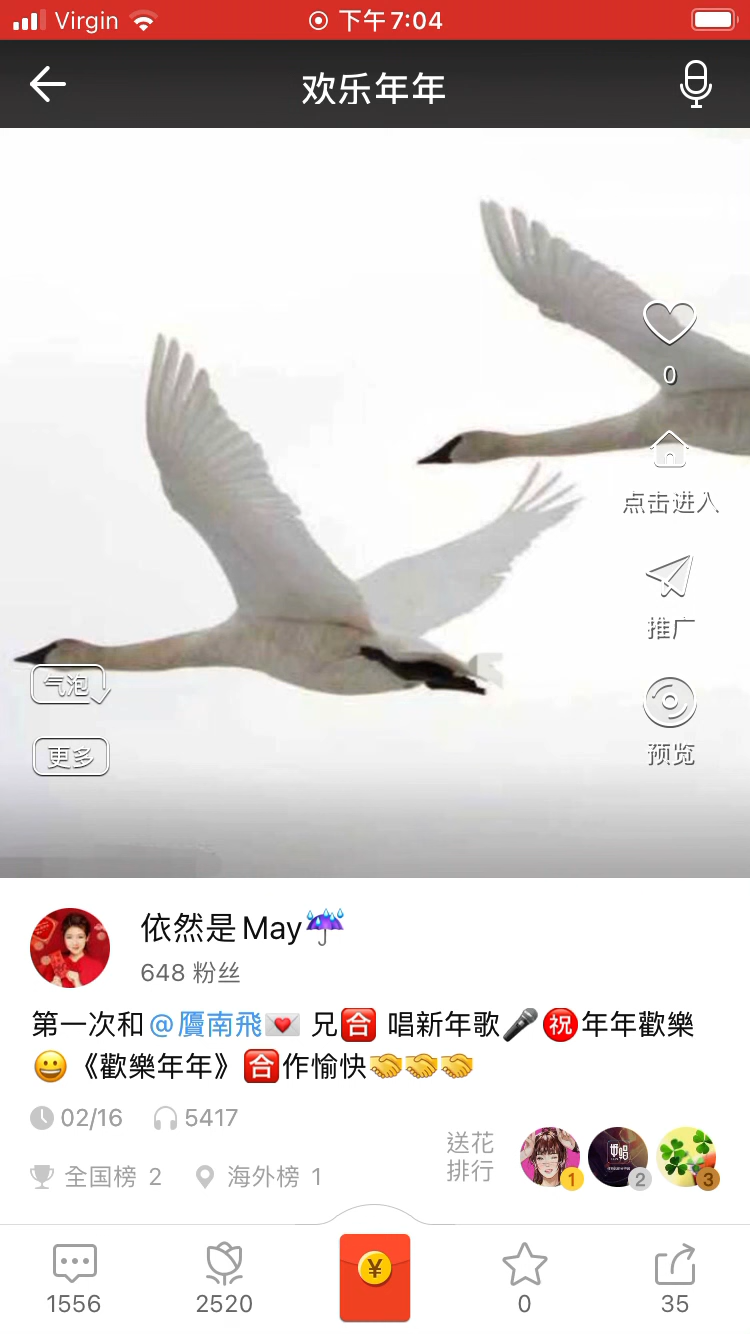 Virgin 下午7:04
欢乐年年
0
点击进入
推广
气泡
预览
更多
依然是May☔
648 粉丝
第一次和@贗南飛💌 兄🈴 唱新年歌🎤㊗️年年歡樂
😀《歡樂年年》🈴作愉快🤝🤝🤝
02/16 5417
送花
排行
1 2 3
全国榜 2 海外榜 1
¥
1556 2520 0 35